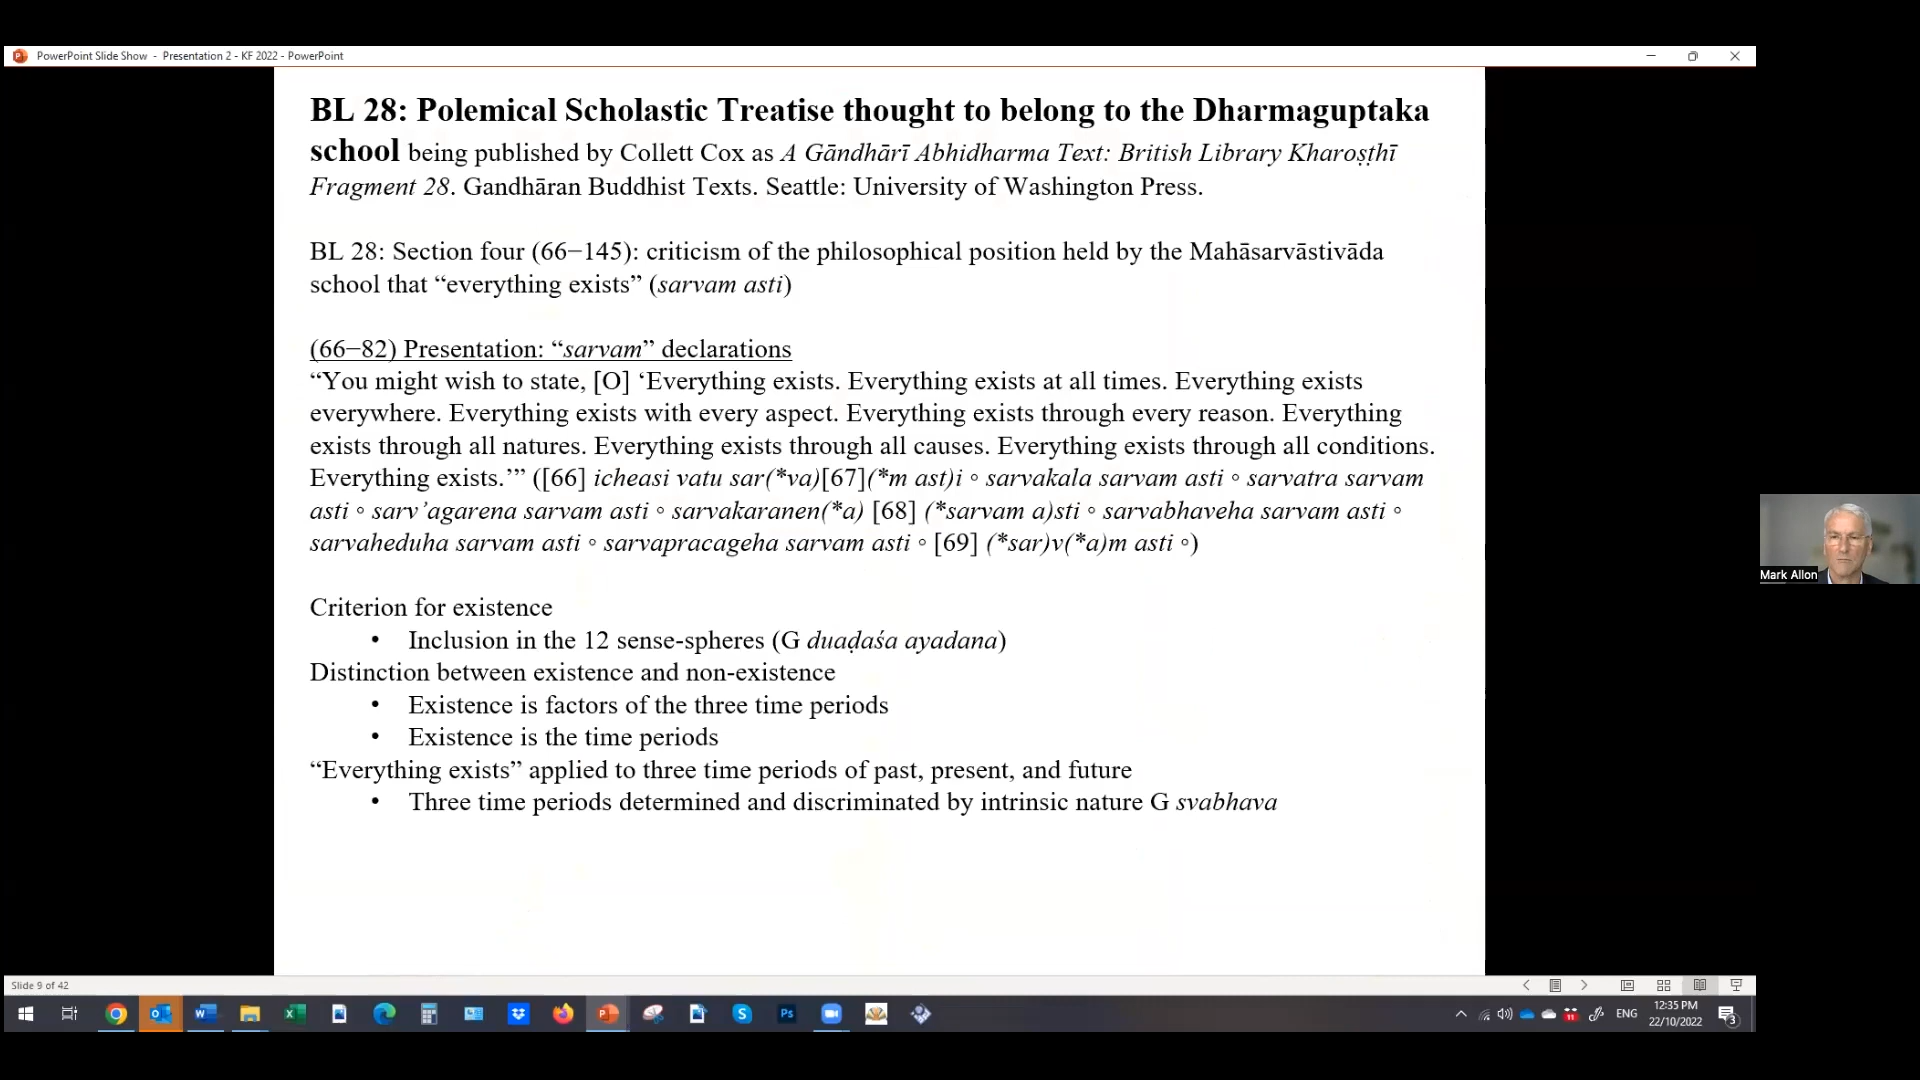 PowerPoint Slide Show - Presentation 2 - KF 2022 - PowerPoint
BL 28: Polemical Scholastic Treatise thought to belong to the Dharmaguptaka
school being published by Collett Cox as A Gāndhārī Abhidharma Text: British Library Kharoṣṭhī
Fragment 28. Gandhāran Buddhist Texts. Seattle: University of Washington Press.
BL 28: Section four (66−145): criticism of the philosophical position held by the Mahāsarvāstivāda
school that “everything exists” (sarvam asti)
(66−82) Presentation: “sarvam” declarations
“You might wish to state, [O] ‘Everything exists. Everything exists at all times. Everything exists
everywhere. Everything exists with every aspect. Everything exists through every reason. Everything
exists through all natures. Everything exists through all causes. Everything exists through all conditions.
Everything exists.’” ([66] icheasi vatu sar(*va)[67](*m ast)i ◦ sarvakala sarvam asti ◦ sarvatra sarvam
asti ◦ sarv’agarena sarvam asti ◦ sarvakaranen(*a) [68] (*sarvam a)sti ◦ sarvabhaveha sarvam asti ◦
sarvaheduha sarvam asti ◦ sarvapracageha sarvam asti ◦ [69] (*sar)v(*a)m asti ◦)
Criterion for existence
• Inclusion in the 12 sense-spheres (G duaḍaśa ayadana)
Distinction between existence and non-existence
• Existence is factors of the three time periods
• Existence is the time periods
“Everything exists” applied to three time periods of past, present, and future
• Three time periods determined and discriminated by intrinsic nature G svabhava
Mark Allon
Slide 9 of 42
ENG
12:35 PM
22/10/2022
11
3